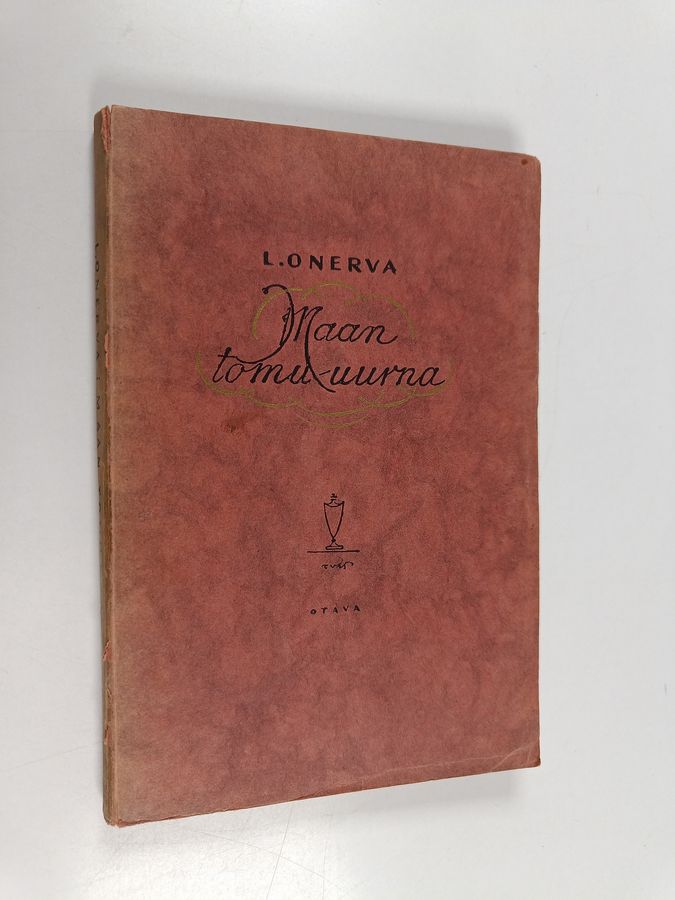 L. ONERVA
Maan
tomu-uurna
OTAVA